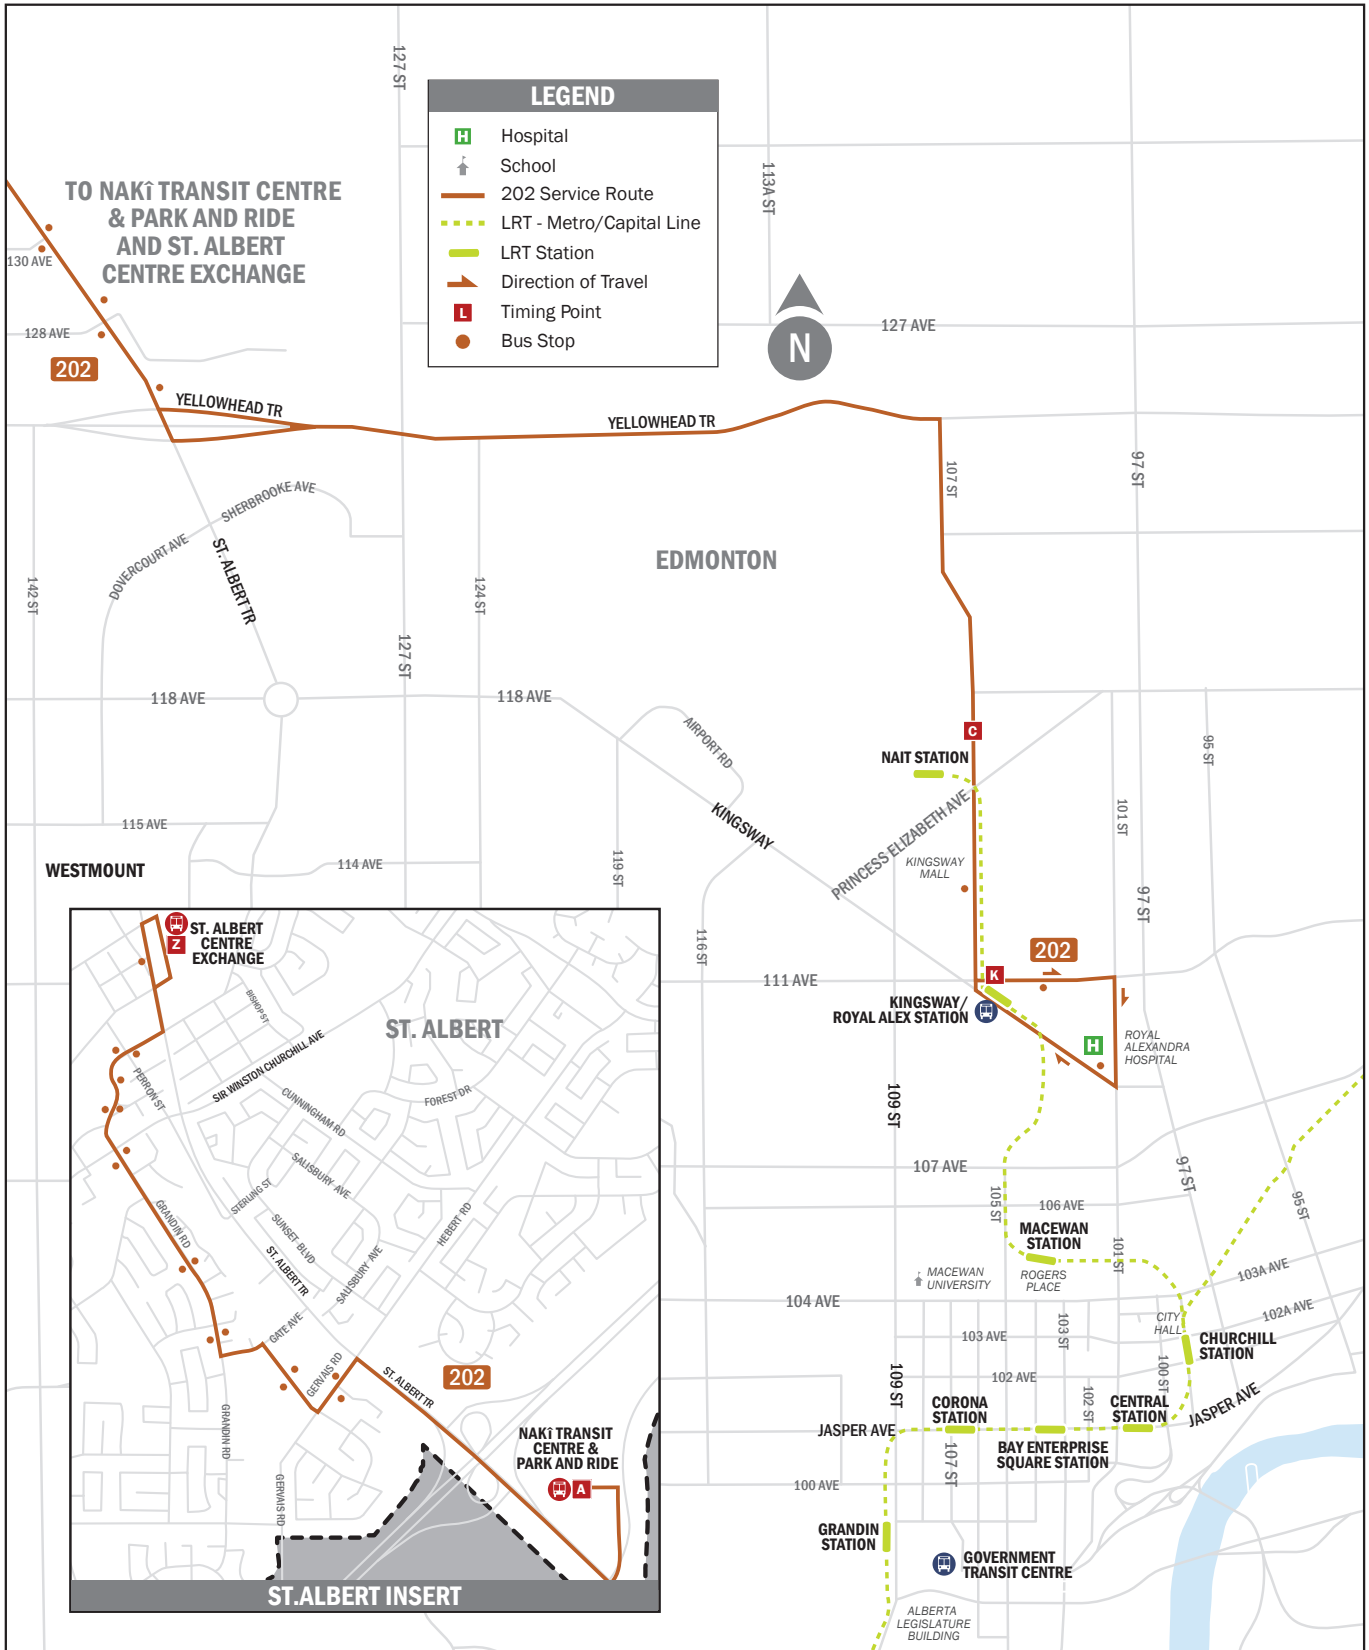 127 ST
LEGEND
H
Hospital
School
202 Service Route
LRT - Metro/Capital Line
LRT Station
Direction of Travel
L
Timing Point
Bus Stop
113A ST
TO NAKÎ TRANSIT CENTRE
& PARK AND RIDE
AND ST. ALBERT
CENTRE EXCHANGE
130 AVE
128 AVE
202
127 AVE
N
YELLOWHEAD TR
YELLOWHEAD TR
107 ST
97 ST
SHERBROOKE AVE
DOVERCOURT AVE
ST. ALBERT TR
EDMONTON
142 ST
124 ST
127 ST
118 AVE
118 AVE
AIRPORT RD
C
NAIT STATION
95 ST
KINGSWAY
PRINCESS ELIZABETH AVE
101 ST
115 AVE
114 AVE
119 ST
KINGSWAY
MALL
WESTMOUNT
97 ST
116 ST
202
K
111 AVE
KINGSWAY/
ROYAL ALEX STATION
H
ROYAL
ALEXANDRA
HOSPITAL
109 ST
107 AVE
97 ST
105 ST
106 AVE
95 ST
MACEWAN
STATION
101 ST
MACEWAN
UNIVERSITY
ROGERS
PLACE
103A AVE
104 AVE
102A AVE
CITY
HALL
103 AVE
103 ST
CHURCHILL
STATION
102 AVE
100 ST
109 ST
CORONA
STATION
102 ST
CENTRAL
STATION
JASPER AVE
JASPER AVE
BAY ENTERPRISE
SQUARE STATION
107 ST
100 AVE
GRANDIN
STATION
GOVERNMENT
TRANSIT CENTRE
ALBERTA
LEGISLATURE
BUILDING
ST. ALBERT
CENTRE
EXCHANGE
Z
BISHOP ST
ST. ALBERT
SIR WINSTON CHURCHILL AVE
PERRON ST
CUNNINGHAM RD
FOREST DR
SALISBURY AVE
STERLING ST
GRANDIN RD
SUNSET BLVD
HEBERT RD
ST. ALBERT TR
SALISBURY AVE
GATE AVE
GERVAIS RD
202
ST. ALBERT TR
GRANDIN RD
NAKÎ TRANSIT
CENTRE &
PARK AND RIDE
A
GERVAIS RD
ST.ALBERT INSERT